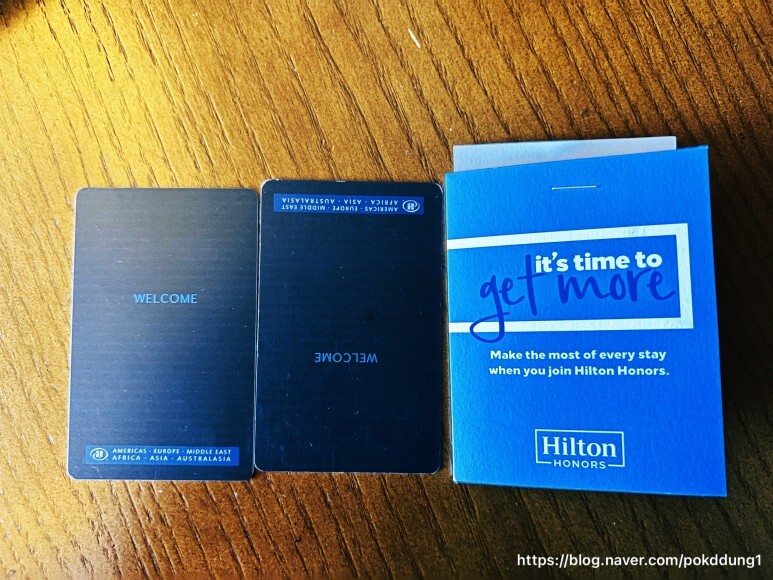 WELCOME
AMERICAS · EUROPE · MIDDLE EAST
AFRICA · ASIA · AUSTRALASIA
AMERICAS · EUROPE · MIDDLE EAST
AFRICA · ASIA · AUSTRALASIA
WELCOME
it's time to
get more
Make the most of every stay
when you join Hilton Honors.
Hilton
HONORS
https://blog.naver.com/pokddung1